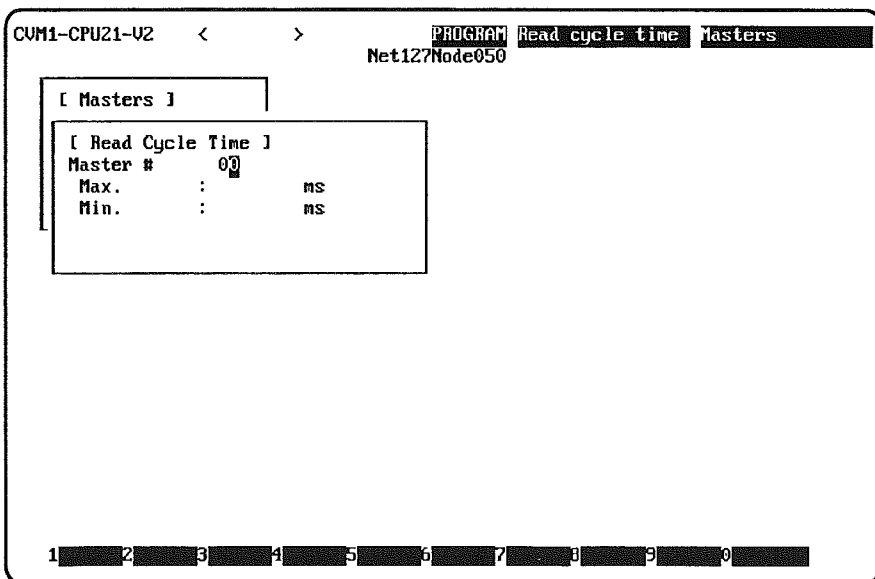 CVM1-CPU21-V2 < > PROGRAM Read cycle time Masters
Net127Node050
[ Masters ]
[ Read Cycle Time ]
Master # 00
Max. : ms
Min. : ms
1 2 3 4 5 6 7 8 9 0